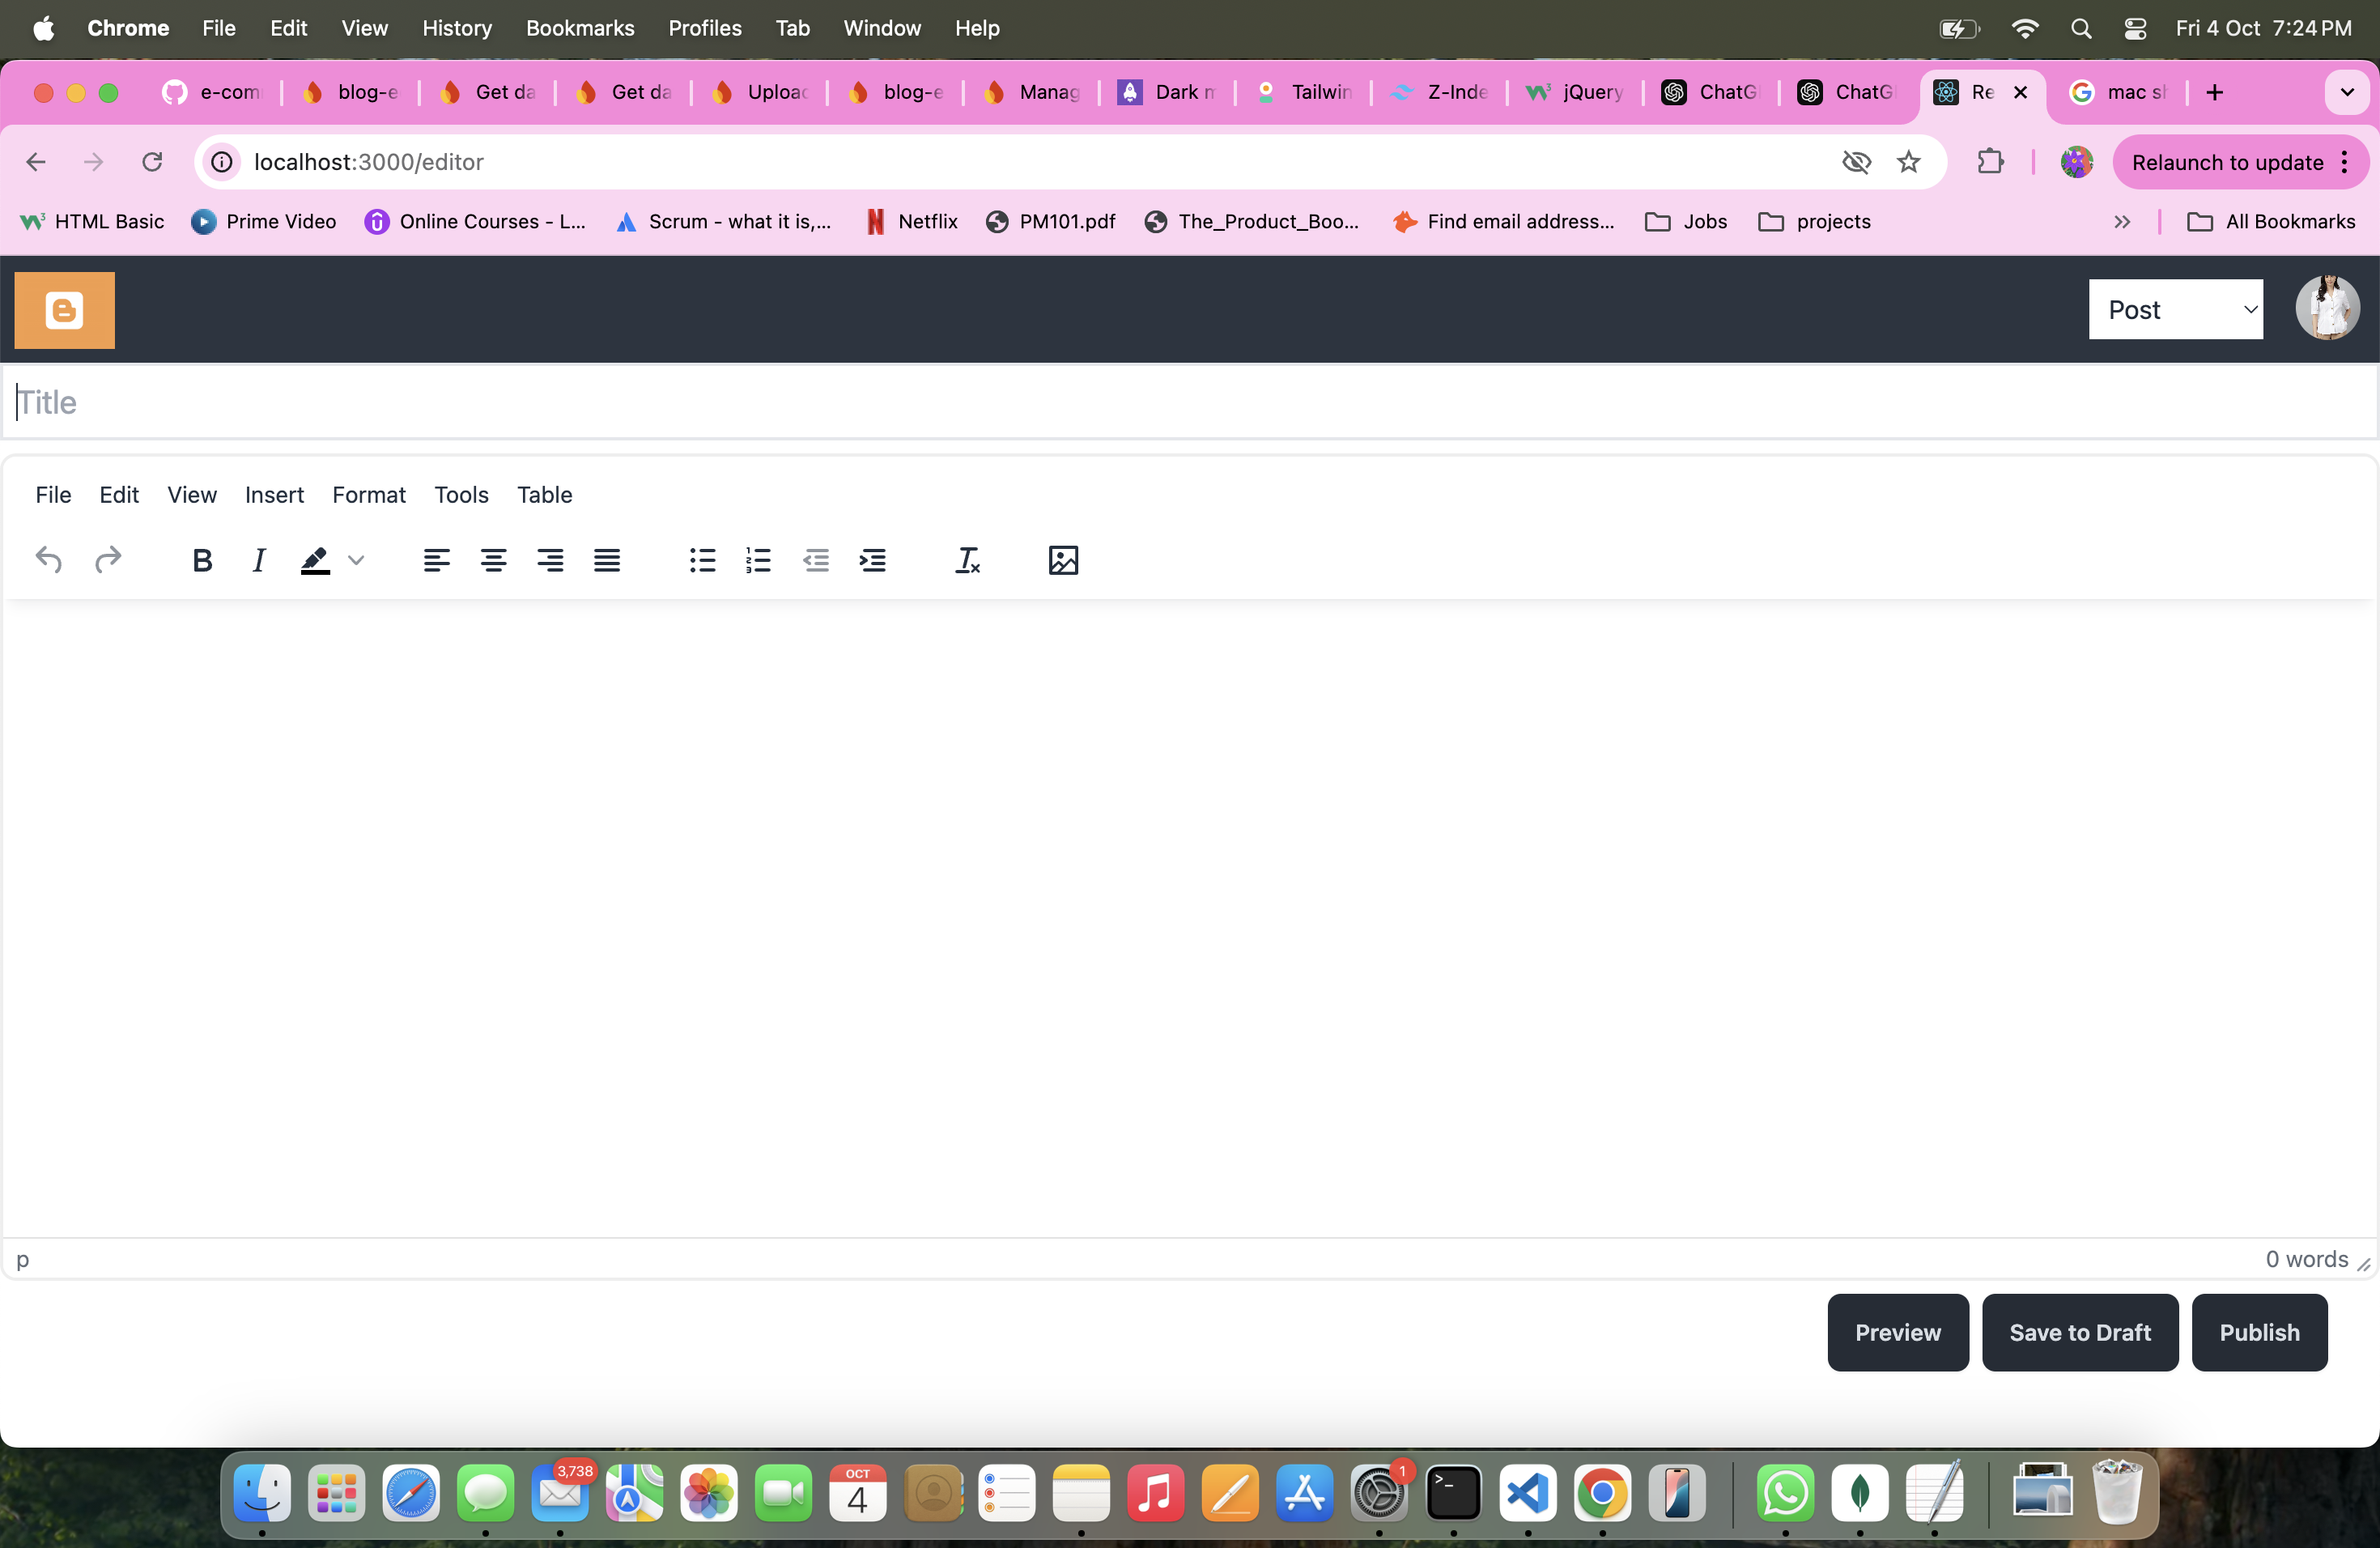 Chrome File Edit View History Bookmarks Profiles Tab Window Help Fri 4 Oct 7:24 PM
e-com blog-e Get da Get da Upload blog-e Manag Dark m Tailwin Z-Inde jQuery ChatG ChatG Re mac sh
localhost:3000/editor Relaunch to update
HTML Basic Prime Video Online Courses - L... Scrum - what it is,... Netflix PM101.pdf The_Product_Boo... Find email address... Jobs projects All Bookmarks
Post
Title
File Edit View Insert Format Tools Table
p 0 words
Preview Save to Draft Publish
3,738 OCT 4 1